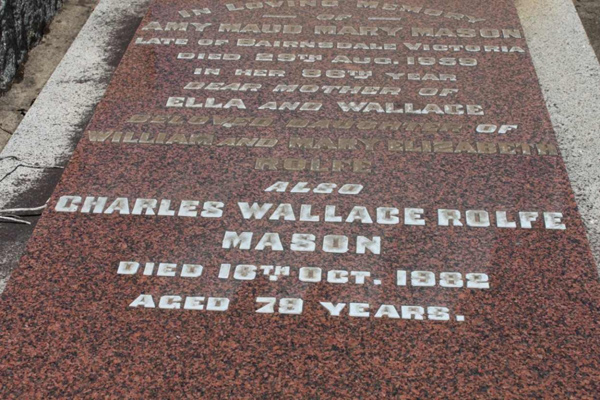 IN LOVING MEMORY
OF
AMY MAUD MARY MASON
LATE OF BAIRNSDALE VICTORIA
DIED 29TH AUG. 1959
IN HER 86TH YEAR
DEAR MOTHER OF
ELLA AND WALLACE
BELOVED DAUGHTER OF
WILLIAM AND MARY ELIZABETH
ROLFE
ALSO
CHARLES WALLACE ROLFE
MASON
DIED 16TH OCT. 1982
AGED 79 YEARS.